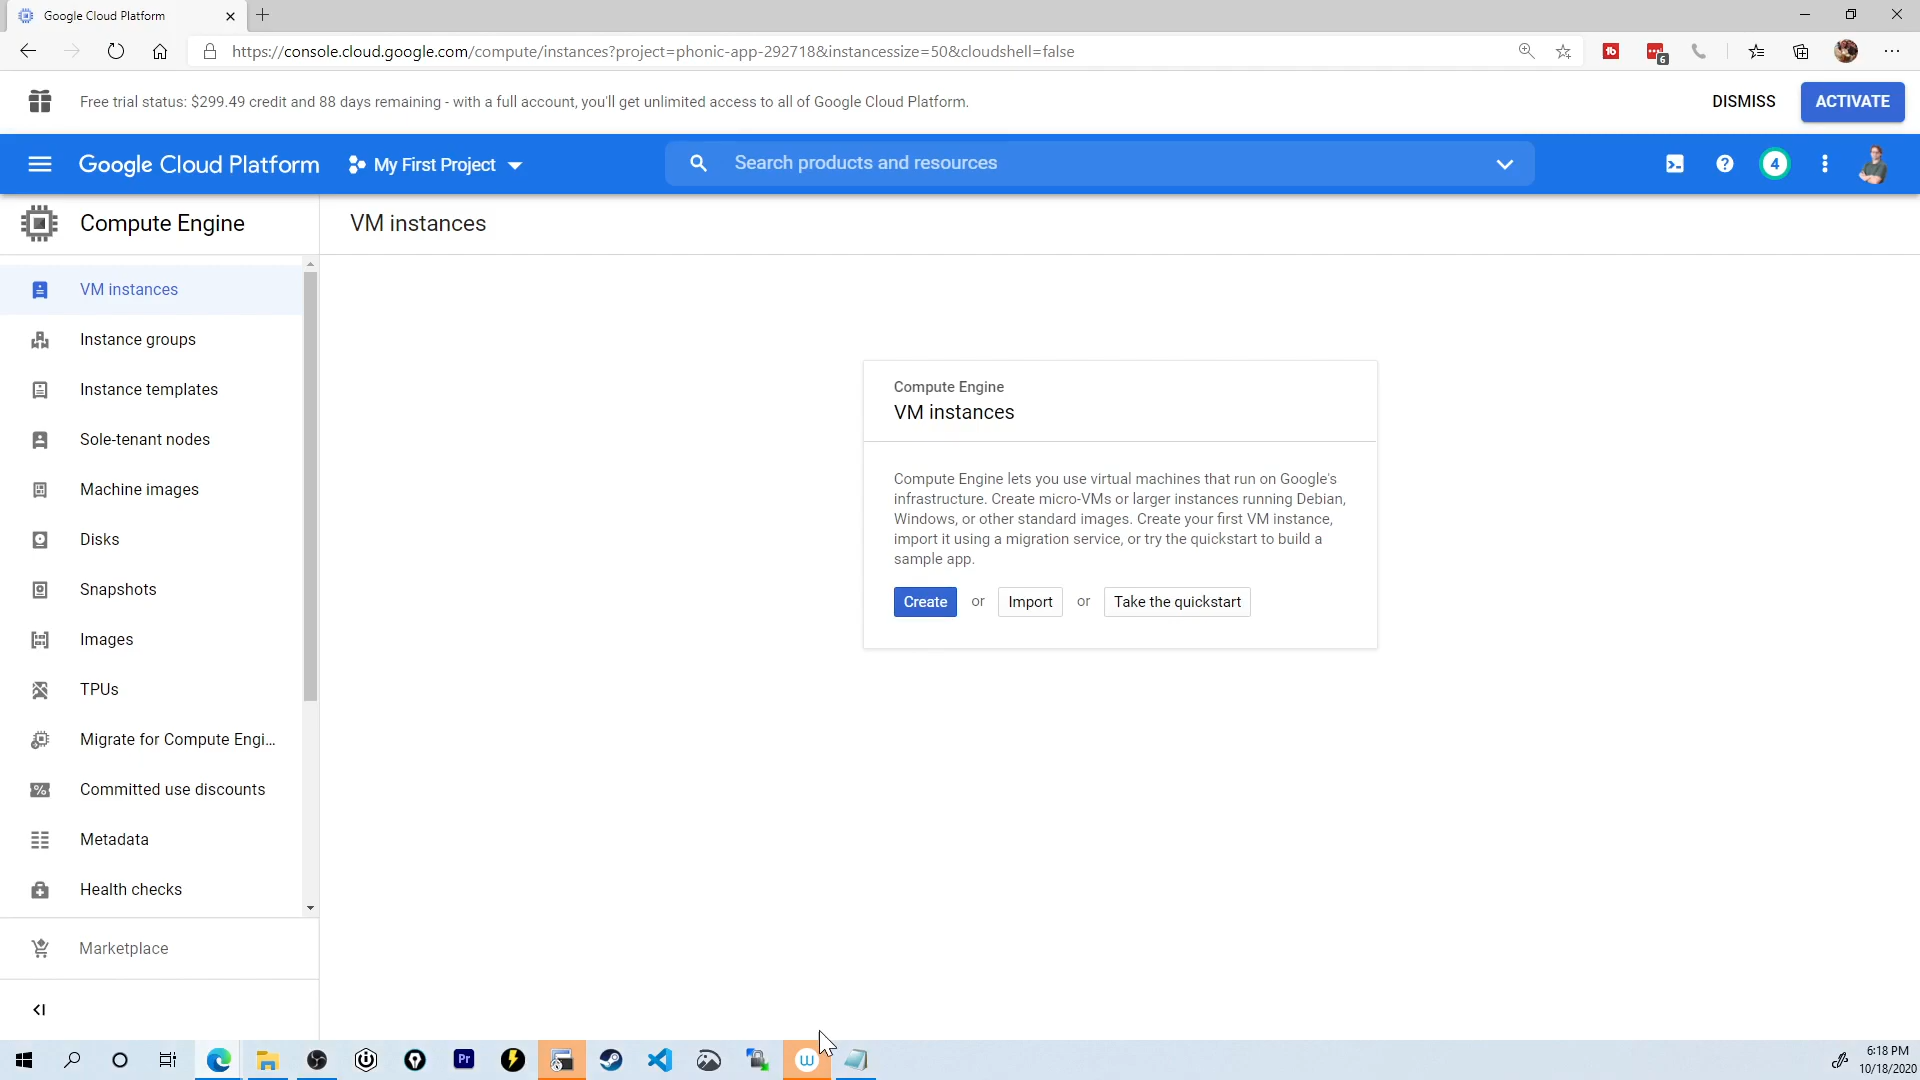 Google Cloud Platform
https://console.cloud.google.com/compute/instances?project=phonic-app-292718&instancessize=50&cloudshell=false
6
Free trial status: $299.49 credit and 88 days remaining - with a full account, you'll get unlimited access to all of Google Cloud Platform.
DISMISS
ACTIVATE
Google Cloud Platform
My First Project
Search products and resources
4
Compute Engine
VM instances
VM instances
Instance groups
Instance templates
Sole-tenant nodes
Machine images
Disks
Snapshots
Images
TPUs
Migrate for Compute Engi...
Committed use discounts
Metadata
Health checks
Marketplace
Compute Engine
VM instances
Compute Engine lets you use virtual machines that run on Google's
infrastructure. Create micro-VMs or larger instances running Debian,
Windows, or other standard images. Create your first VM instance,
import it using a migration service, or try the quickstart to build a
sample app.
Create or Import or Take the quickstart
Pr
w
6:18 PM
10/18/2020